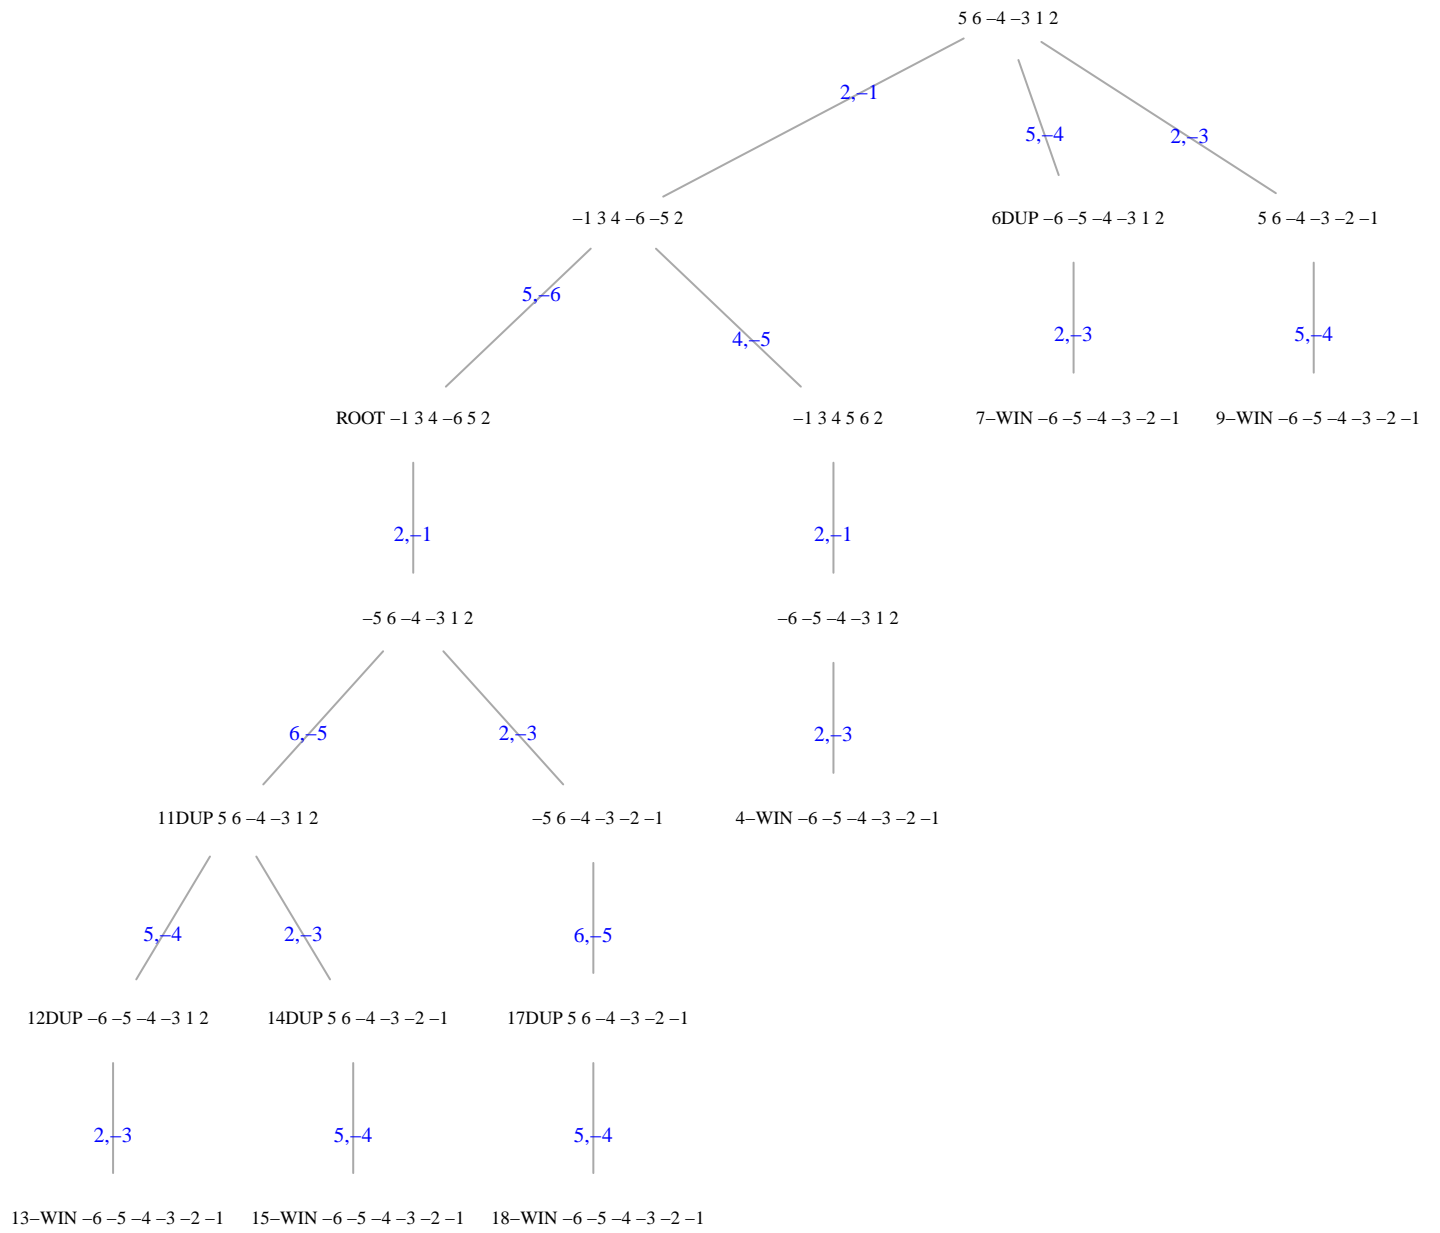 5 6 –4 –3 1 2
2,–1
5,–4
2,–3
–1 3 4 –6 –5 2
6DUP –6 –5 –4 –3 1 2
5 6 –4 –3 –2 –1
5,–6
4,–5
2,–3
5,–4
ROOT –1 3 4 –6 5 2
–1 3 4 5 6 2
7–WIN –6 –5 –4 –3 –2 –1
9–WIN –6 –5 –4 –3 –2 –1
2,–1
2,–1
–5 6 –4 –3 1 2
–6 –5 –4 –3 1 2
6,–5
2,–3
2,–3
11DUP 5 6 –4 –3 1 2
–5 6 –4 –3 –2 –1
4–WIN –6 –5 –4 –3 –2 –1
5,–4
2,–3
6,–5
12DUP –6 –5 –4 –3 1 2
14DUP 5 6 –4 –3 –2 –1
17DUP 5 6 –4 –3 –2 –1
2,–3
5,–4
5,–4
13–WIN –6 –5 –4 –3 –2 –1
15–WIN –6 –5 –4 –3 –2 –1
18–WIN –6 –5 –4 –3 –2 –1